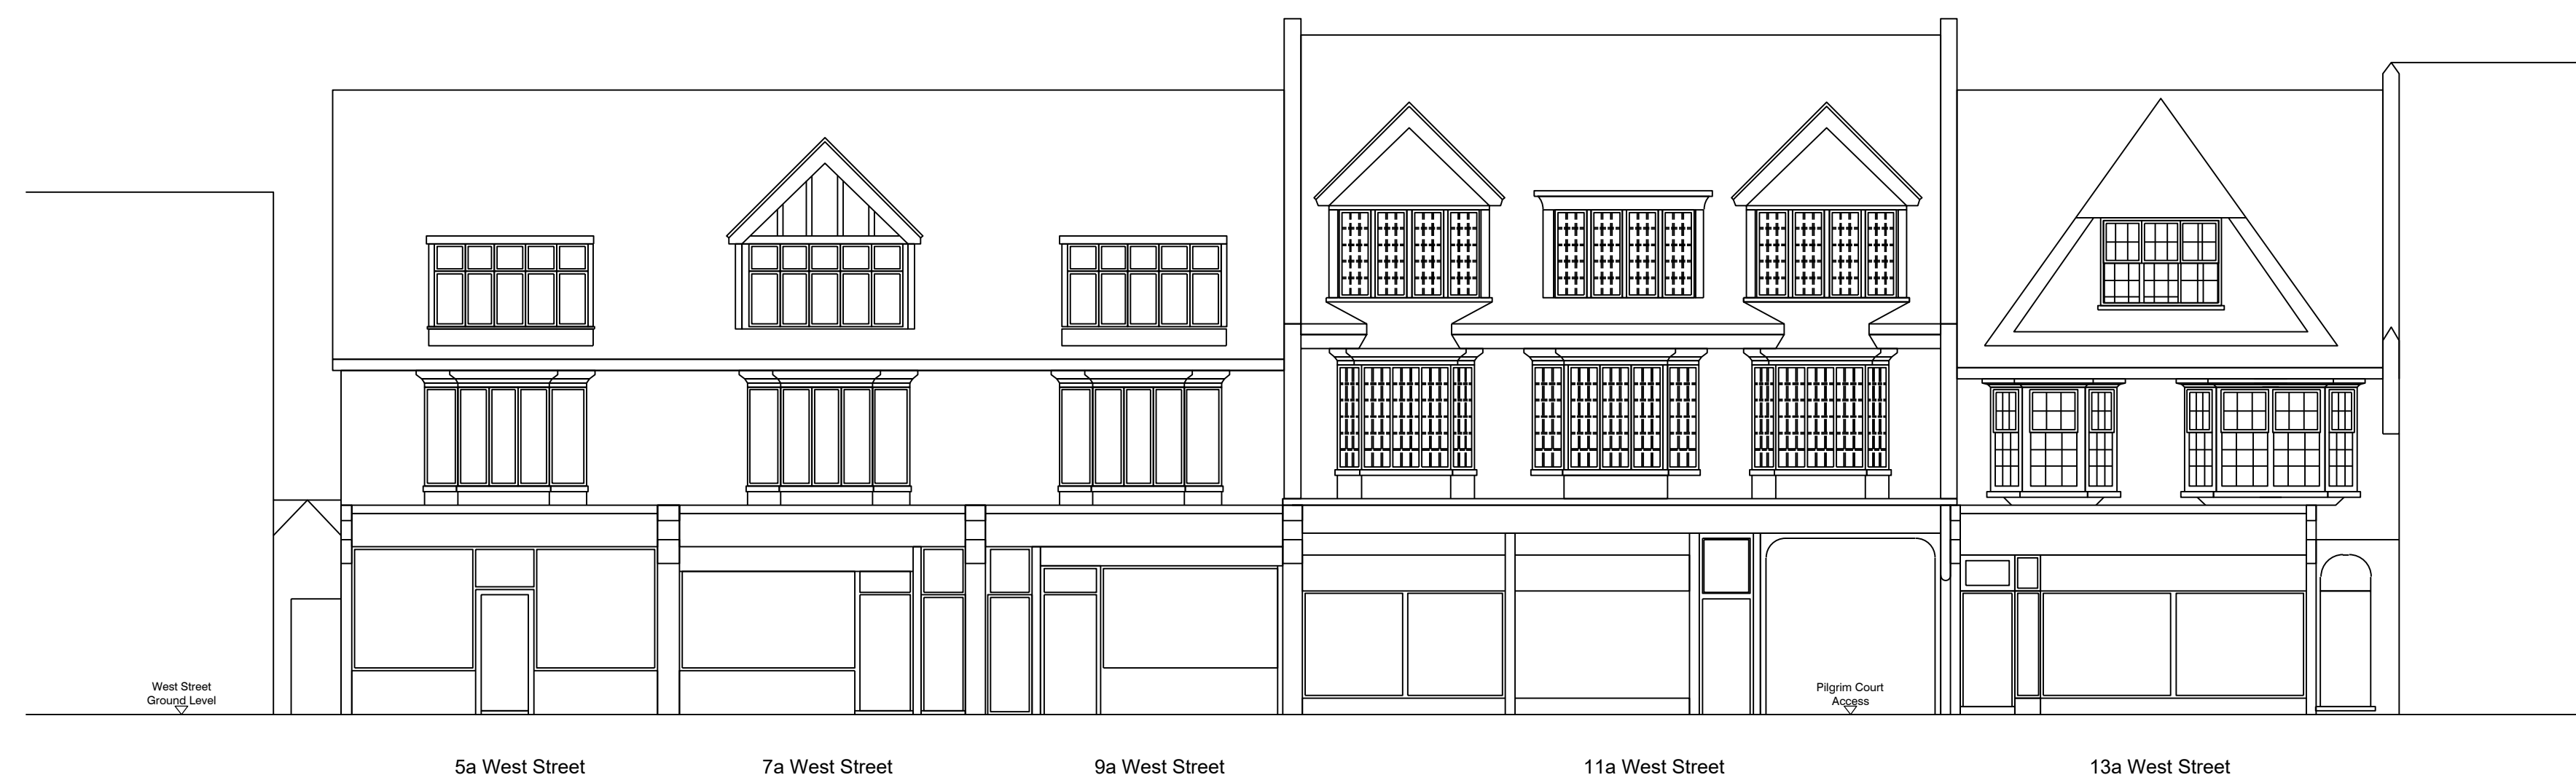 West Street
Ground Level
Pilgrim Court
Access
5a West Street
7a West Street
9a West Street
11a West Street
13a West Street